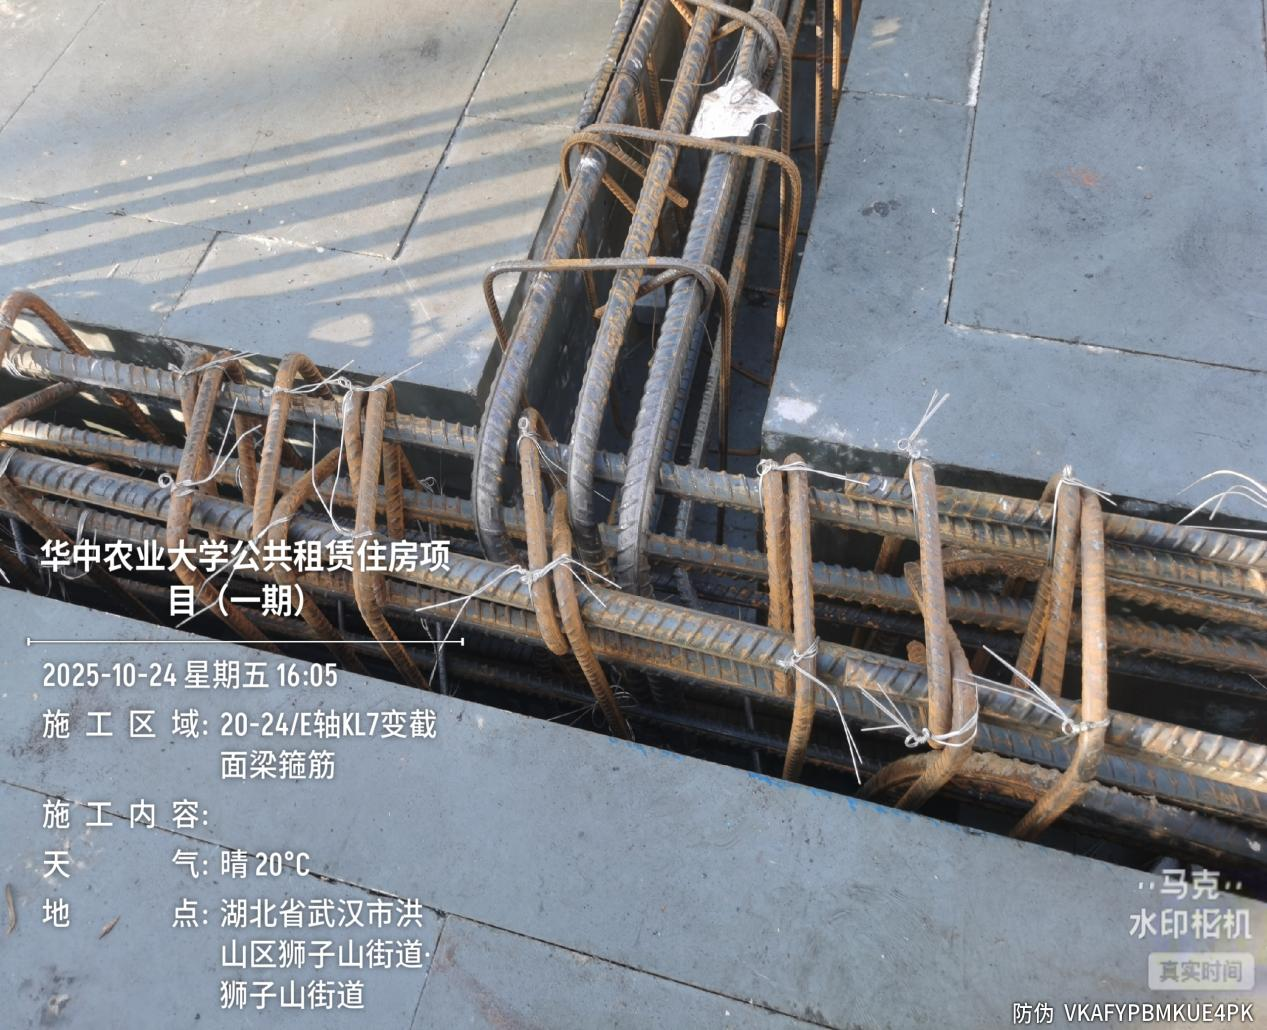 华中农业大学公共租赁住房项
目（一期）
2025-10-24 星期五 16:05
施工区域：20-24/E轴KL7变截
面梁箍筋
施工内容：
天气：晴 20°C
地点：湖北省武汉市洪
山区狮子山街道·
狮子山街道
马克
水印相机
真实时间
防伪 VKAFYPBMKUE4PK